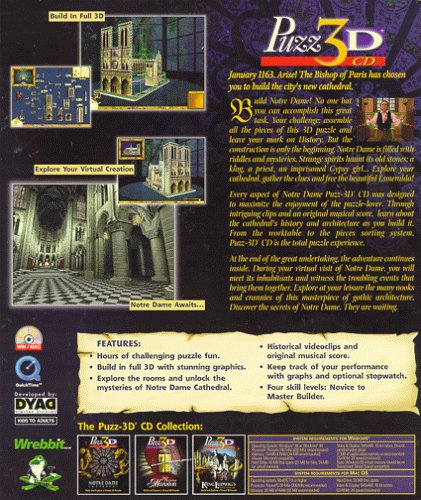 Build In Full 3D
Puzz 3D
CD
January 1163. Arise! The Bishop of Paris has chosen
you to build the city's new cathedral.
Build Notre Dame! No one but
you can accomplish this great
task. Your challenge: assemble
all the pieces of this 3D puzzle and
leave your mark on History. But the
construction is only the beginning. Notre Dame is filled with
riddles and mysteries. Strange spirits haunt its old stones: a
king, a priest, an imprisoned Gypsy girl... Explore your
cathedral, gather the clues and free the beautiful Esmeralda!
Explore Your Virtual Creation
Every aspect of Notre Dame Puzz-3D® CD was designed
to maximize the enjoyment of the puzzle-lover. Through
intriguing clips and an original musical score, learn about
the cathedral's history and architecture as you build it.
From the worktable to the pieces sorting system,
Puzz-3D® CD is the total puzzle experience.
At the end of the great undertaking, the adventure continues
inside. During your virtual visit of Notre Dame, you will
meet its inhabitants and witness the troubling events that
bring them together. Explore at your leisure the many nooks
and crannies of this masterpiece of gothic architecture.
Discover the secrets of Notre Dame. They are waiting.
Notre Dame Awaits...
WIN / MAC
QuickTime™
Developed by:
DYAD
KIDS TO ADULTS
Wrebbit
FEATURES:
• Hours of challenging puzzle fun.
• Build in full 3D with stunning graphics.
• Explore the rooms and unlock the
mysteries of Notre Dame Cathedral.
• Historical videoclips and
original musical score.
• Keep track of your performance
with graphs and optional stopwatch.
• Four skill levels: Novice to
Master Builder.
The Puzz-3D® CD Collection:
Puzz 3D
NOTRE DAME
Puzz 3D
Mansion
Puzz 3D
KING LUDWIG'S
SYSTEM REQUIREMENTS FOR WINDOWS
SYSTEM REQUIREMENTS FOR MAC OS